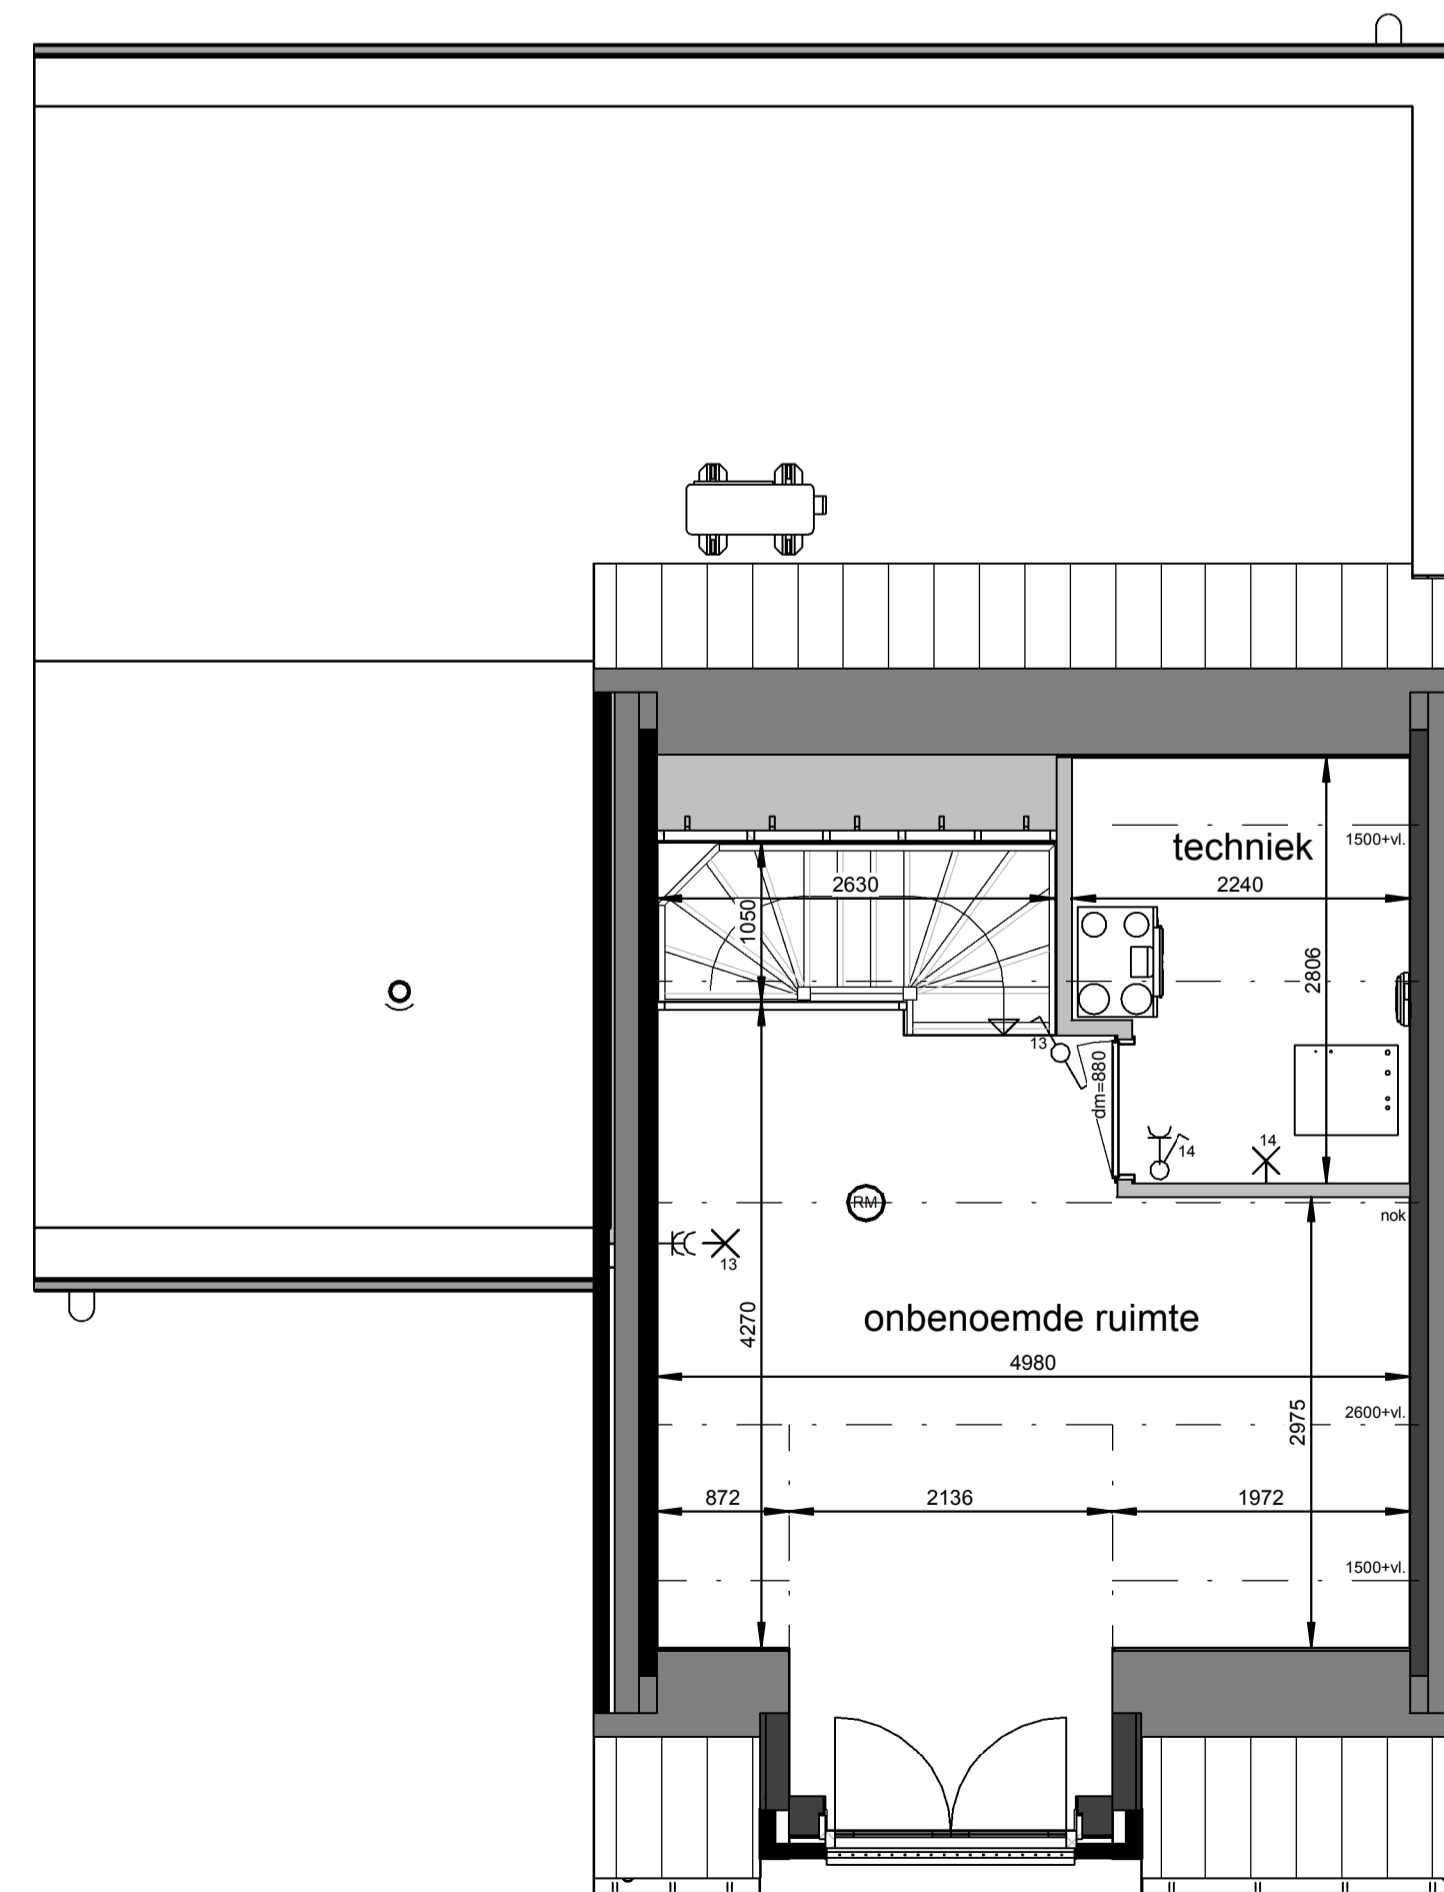 techniek
1500+vl.
2630
2240
1050
2806
13
dm=880
14
14
RM
nok
13
4270
onbenoemde ruimte
4980
2975
2600+vl.
872
2136
1972
1500+vl.